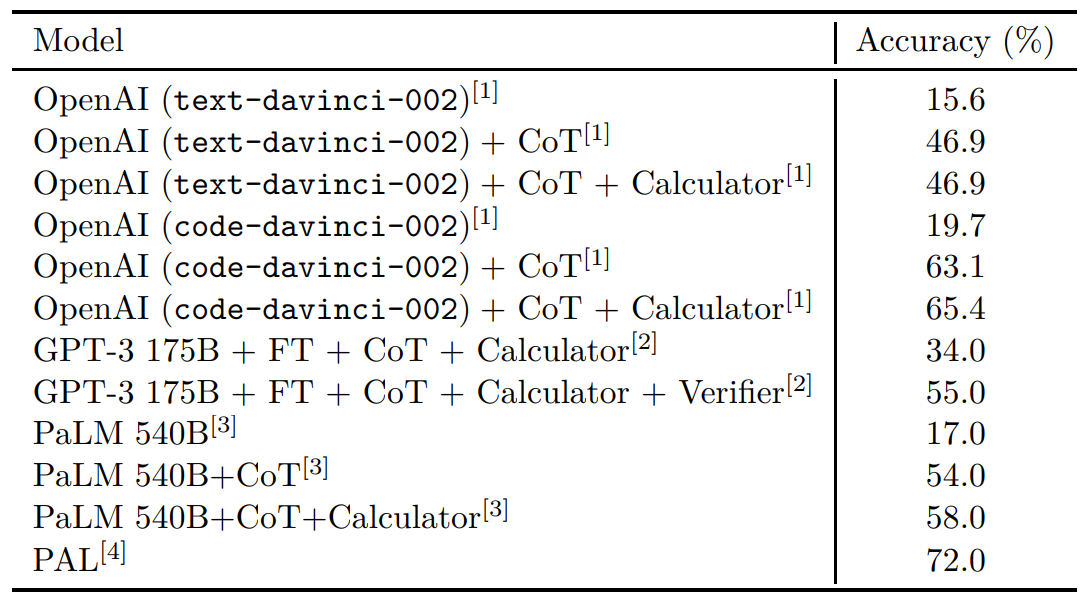 Model Accuracy (%)
OpenAI (text-davinci-002)[1] 15.6
OpenAI (text-davinci-002) + CoT[1] 46.9
OpenAI (text-davinci-002) + CoT + Calculator[1] 46.9
OpenAI (code-davinci-002)[1] 19.7
OpenAI (code-davinci-002) + CoT[1] 63.1
OpenAI (code-davinci-002) + CoT + Calculator[1] 65.4
GPT-3 175B + FT + CoT + Calculator[2] 34.0
GPT-3 175B + FT + CoT + Calculator + Verifier[2] 55.0
PaLM 540B[3] 17.0
PaLM 540B+CoT[3] 54.0
PaLM 540B+CoT+Calculator[3] 58.0
PAL[4] 72.0